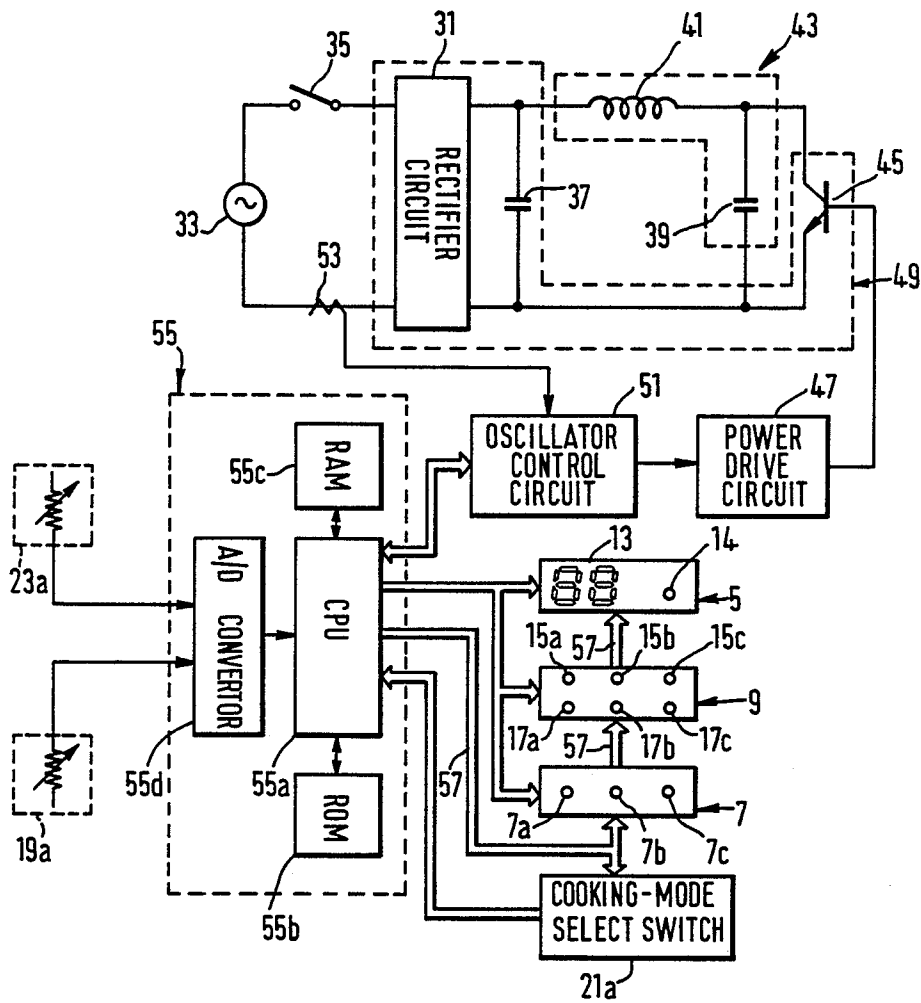 35
31
41
43
33
RECTIFIER
CIRCUIT
37
39
45
49
53
55
51
47
OSCILLATOR
CONTROL
CIRCUIT
POWER
DRIVE
CIRCUIT
55c
RAM
23a
A/D CONVERTOR
CPU
13
14
5
15a
57
15b
15c
9
17a
57
17b
17c
55d
55a
57
7a
7b
7c
7
19a
ROM
55b
COOKING-MODE
SELECT SWITCH
21a